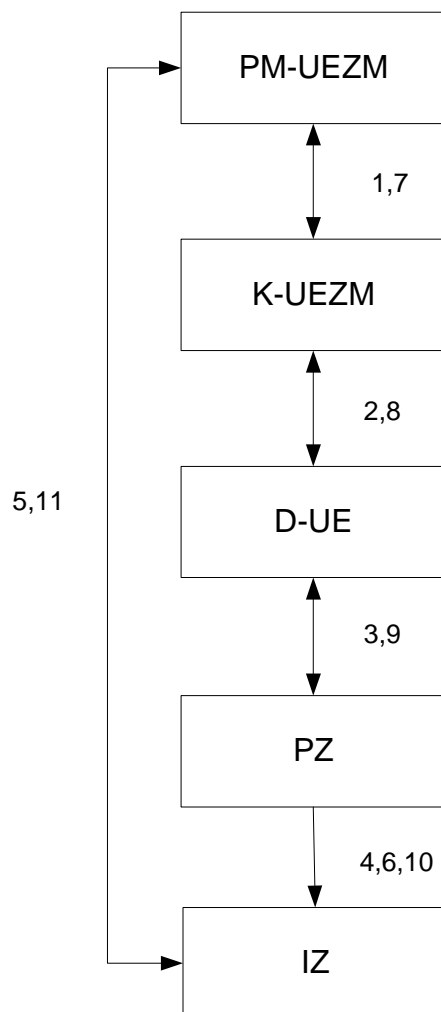 PM-UEZM
1,7
K-UEZM
2,8
5,11
D-UE
3,9
PZ
4,6,10
IZ